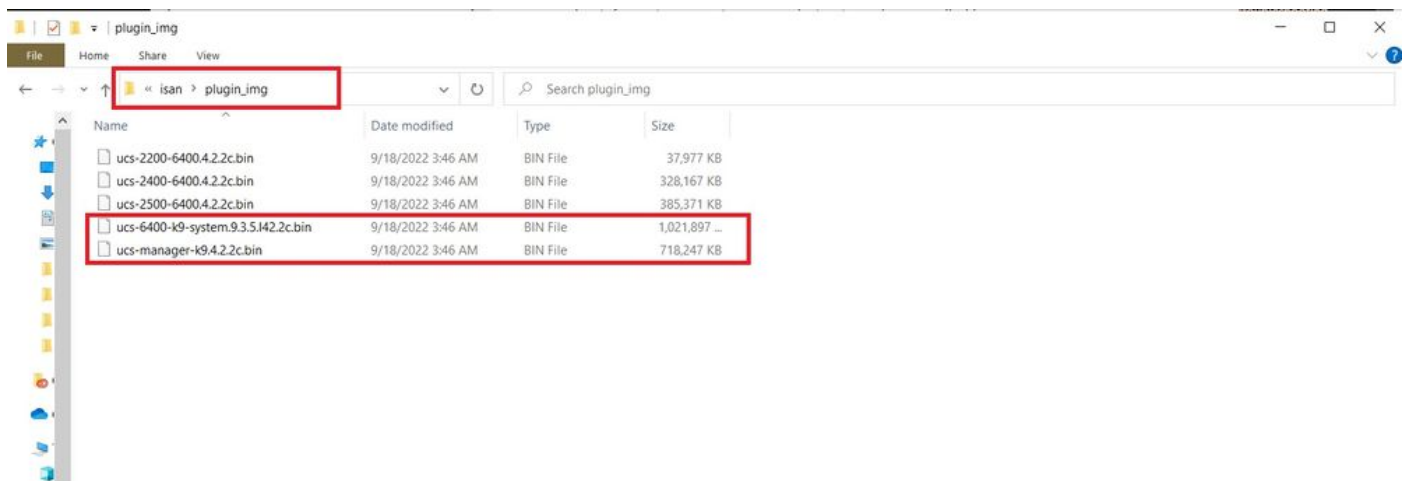 plugin_img
File Home Share View
« isan > plugin_img
Search plugin_img
Name Date modified Type Size
ucs-2200-6400.4.2.2c.bin 9/18/2022 3:46 AM BIN File 37,977 KB
ucs-2400-6400.4.2.2c.bin 9/18/2022 3:46 AM BIN File 328,167 KB
ucs-2500-6400.4.2.2c.bin 9/18/2022 3:46 AM BIN File 385,371 KB
ucs-6400-k9-system.9.3.5.I42.2c.bin 9/18/2022 3:46 AM BIN File 1,021,897 ...
ucs-manager-k9.4.2.2c.bin 9/18/2022 3:46 AM BIN File 718,247 KB